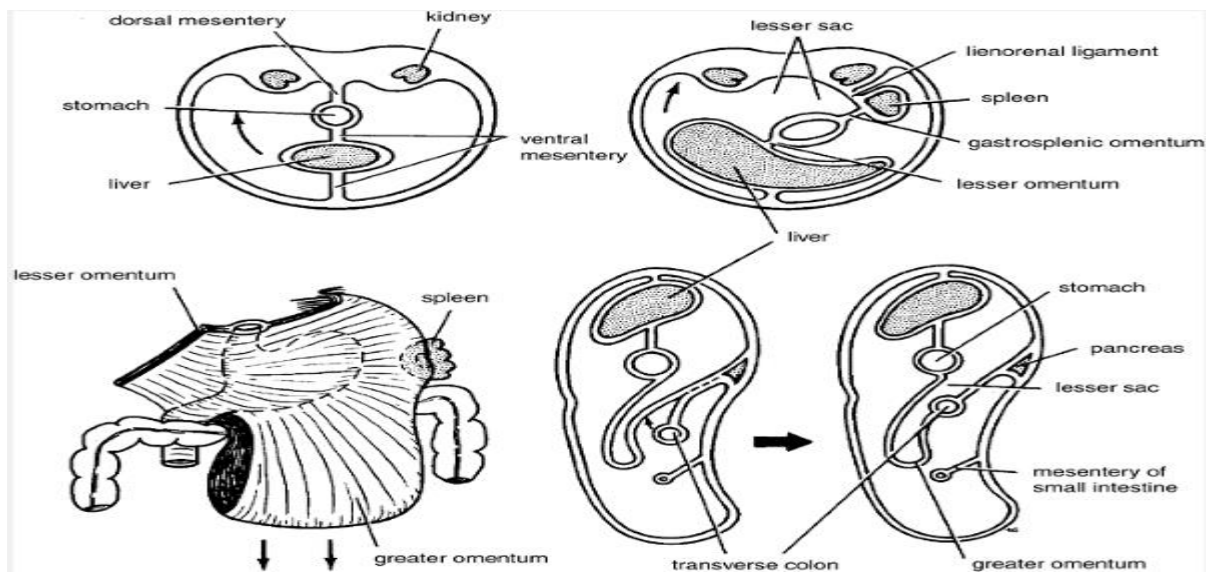 dorsal mesentery
kidney
stomach
ventral
mesentery
liver
lesser sac
lienorenal ligament
spleen
gastrosplenic omentum
lesser omentum
liver
lesser omentum
spleen
greater omentum
stomach
pancreas
lesser sac
mesentery of
small intestine
transverse colon
greater omentum